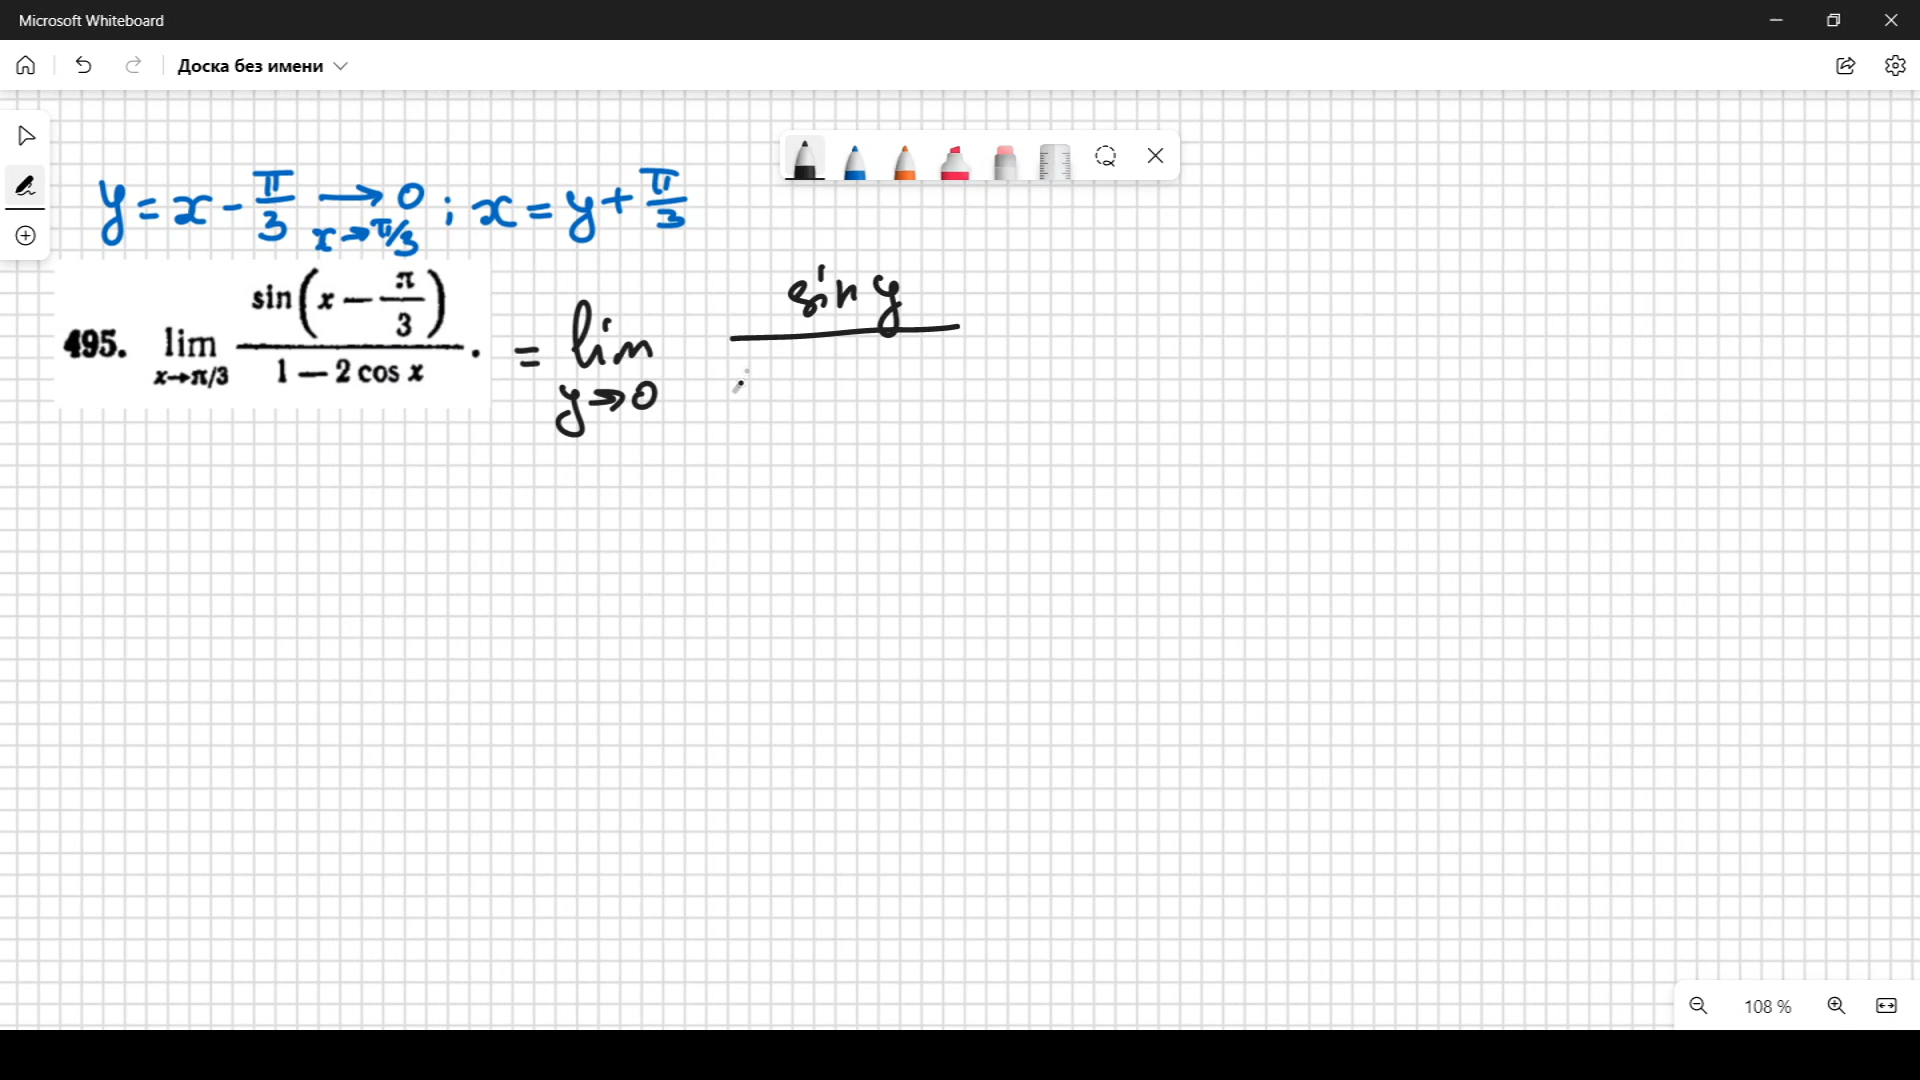 Microsoft Whiteboard
Доска без имени
y = x - π/3 → 0 ; x = y + π/3
x → π/3
495. lim x→π/3 sin(x — π/3) / 1 — 2 cos x . = lim y→0 sin y
108 %